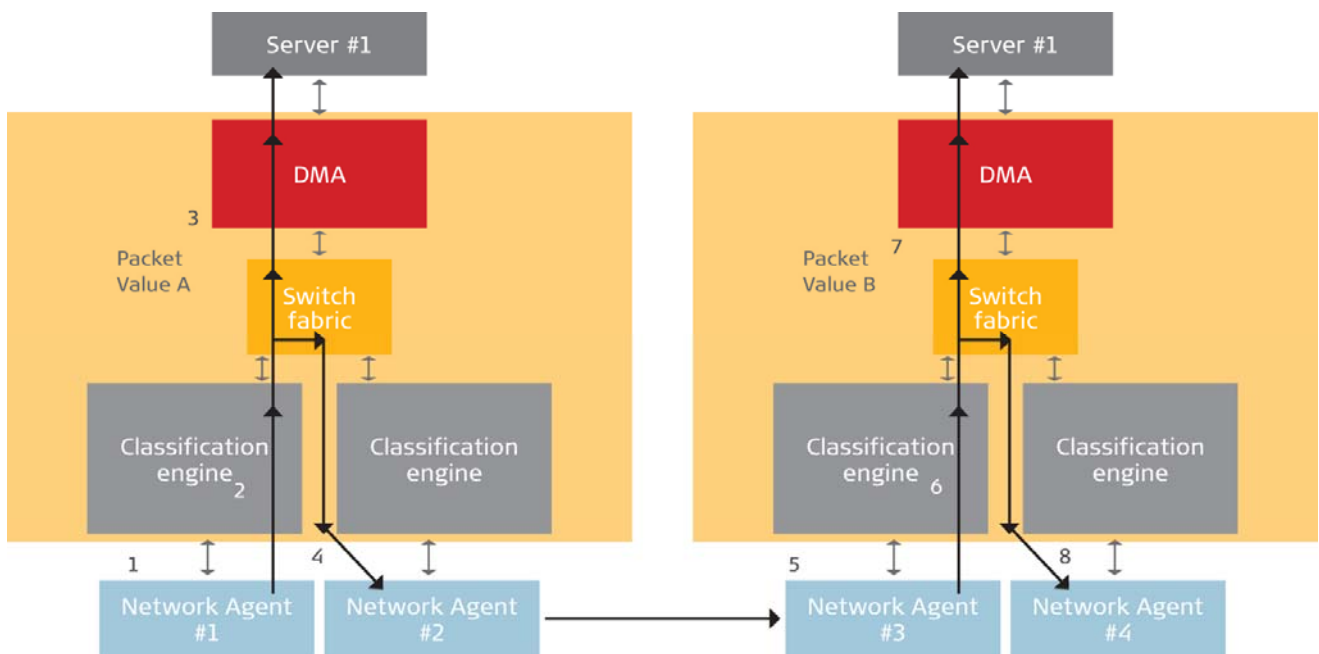 Server #1
DMA
3
Packet
Value A
Switch
fabric
Classification
engine
2
Classification
engine
1
4
Network Agent
#1
Network Agent
#2
Server #1
DMA
7
Packet
Value B
Switch
fabric
Classification
engine
6
Classification
engine
5
8
Network Agent
#3
Network Agent
#4